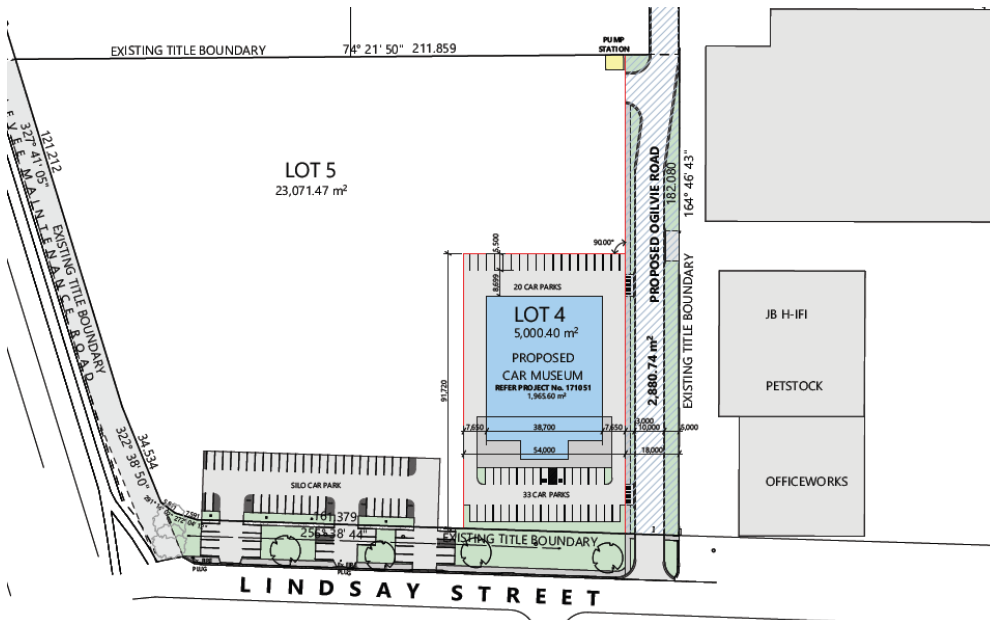 EXISTING TITLE BOUNDARY
74° 21' 50" 211.859
PUMP
STATION
LEVEE MAINTENANCE ROAD
327° 41' 05"
121.212
EXISTING TITLE BOUNDARY
LOT 5
23,071.47 m²
PROPOSED OGILVIE ROAD
2,880.74 m²
182.080
164° 46' 43"
EXISTING TITLE BOUNDARY
5,500
90.00°
8,699
20 CAR PARKS
LOT 4
5,000.40 m²
PROPOSED
CAR MUSEUM
REFER PROJECT No. 171051
1,965.60 m²
91,720
7,650
38,700
7,650
3,000
10,000
5,000
54,000
18,000
33 CAR PARKS
JB H-IFI
PETSTOCK
OFFICEWORKS
34.534
322° 38' 50"
SILO CAR PARK
161.379
256° 38' 44"
EXISTING TITLE BOUNDARY
PLUG
PLUG
LINDSAY STREET